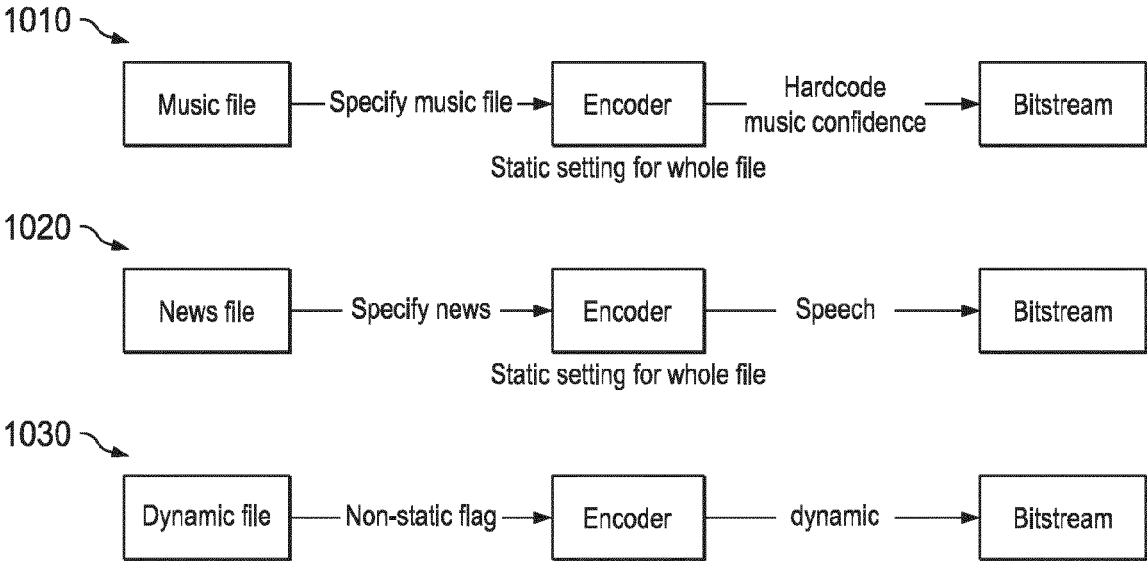 1010
Music file
Specify music file
Encoder
Hardcode
music confidence
Bitstream
Static setting for whole file
1020
News file
Specify news
Encoder
Speech
Bitstream
Static setting for whole file
1030
Dynamic file
Non-static flag
Encoder
dynamic
Bitstream